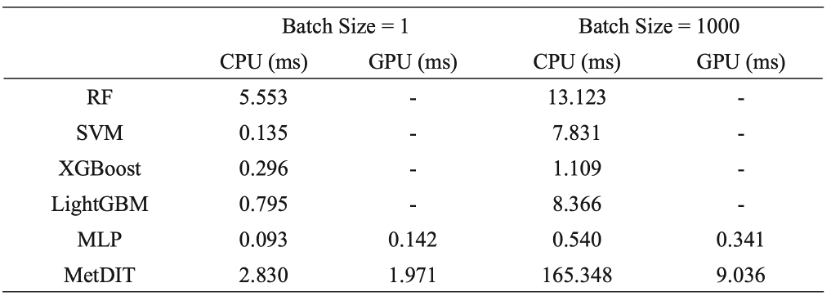 Batch Size = 1 Batch Size = 1000
CPU (ms) GPU (ms) CPU (ms) GPU (ms)
RF 5.553 - 13.123 -
SVM 0.135 - 7.831 -
XGBoost 0.296 - 1.109 -
LightGBM 0.795 - 8.366 -
MLP 0.093 0.142 0.540 0.341
MetDIT 2.830 1.971 165.348 9.036